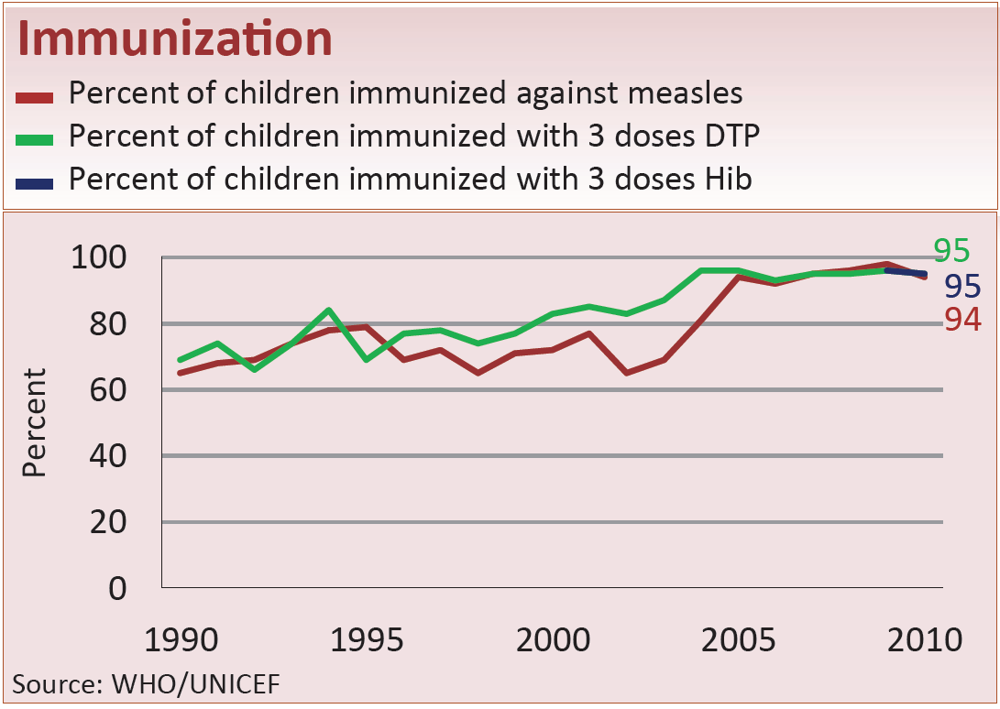 Immunization
Percent of children immunized against measles
Percent of children immunized with 3 doses DTP
Percent of children immunized with 3 doses Hib
95
100
95
94
80
60
40
20
0
Percent
1990 1995 2000 2005 2010
Source: WHO/UNICEF